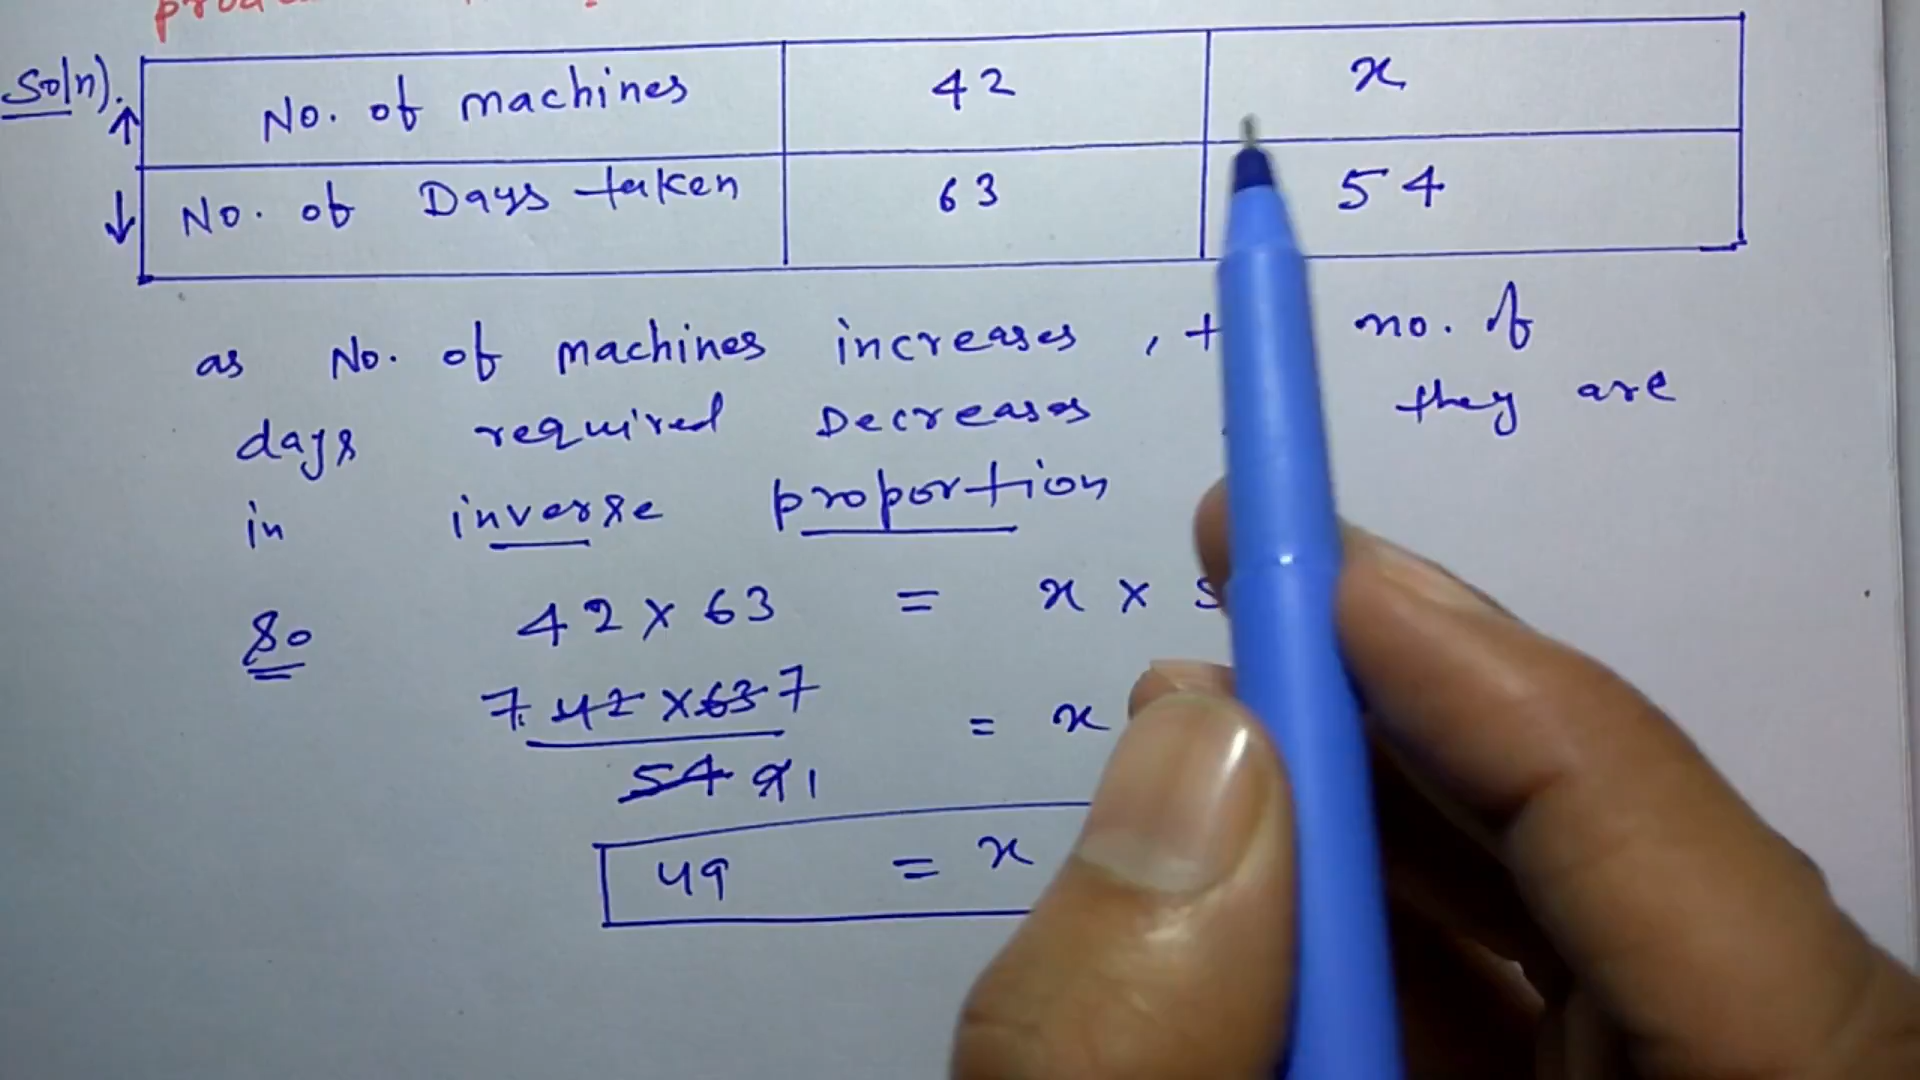 Soln).
No. of machines 42 x
No. of Days taken 63 54
as No. of machines increases, no. of
days required Decreases they are
in inverse proportion
So 42 x 63 = x x
7 42 x 63 7 = x
54 9 1
49 = x